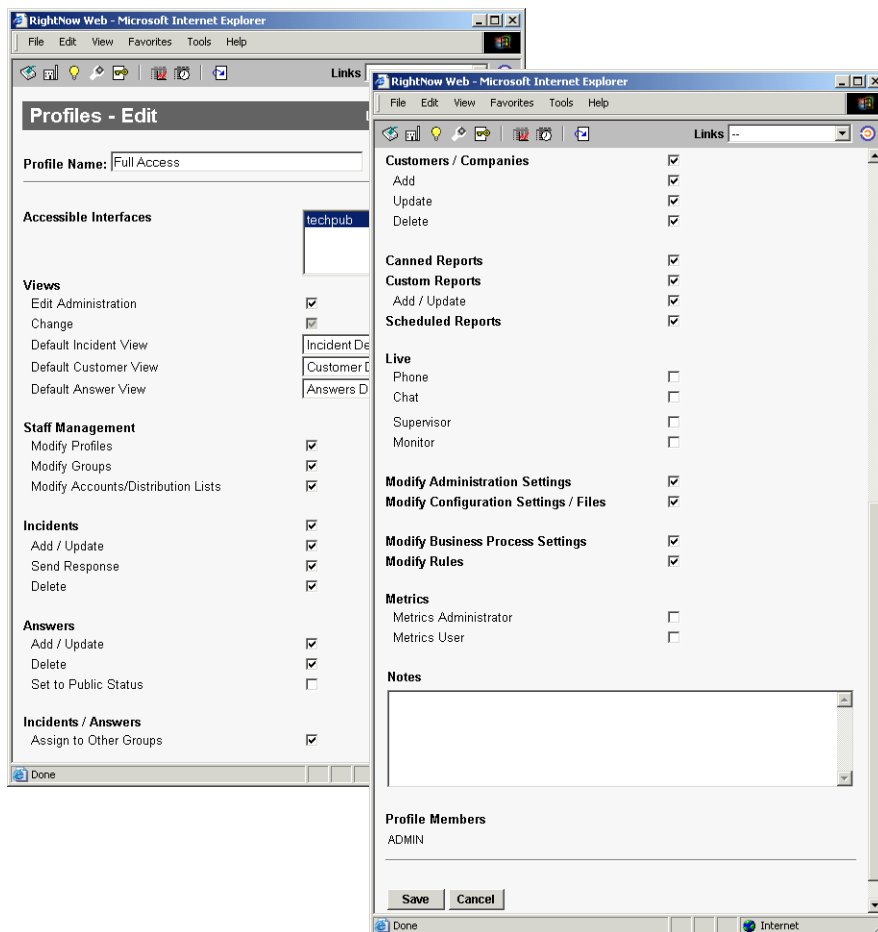 RightNow Web - Microsoft Internet Explorer
File Edit View Favorites Tools Help
Links
Profiles - Edit
Profile Name: Full Access
Accessible Interfaces
techpub
Views
Edit Administration
Change
Default Incident View
Incident De
Default Customer View
Customer D
Default Answer View
Answers D
Staff Management
Modify Profiles
Modify Groups
Modify Accounts/Distribution Lists
Incidents
Add / Update
Send Response
Delete
Answers
Add / Update
Delete
Set to Public Status
Incidents / Answers
Assign to Other Groups
Done
RightNow Web - Microsoft Internet Explorer
File Edit View Favorites Tools Help
Links --
Customers / Companies
Add
Update
Delete
Canned Reports
Custom Reports
Add / Update
Scheduled Reports
Live
Phone
Chat
Supervisor
Monitor
Modify Administration Settings
Modify Configuration Settings / Files
Modify Business Process Settings
Modify Rules
Metrics
Metrics Administrator
Metrics User
Notes
Profile Members
ADMIN
Save Cancel
Done Internet